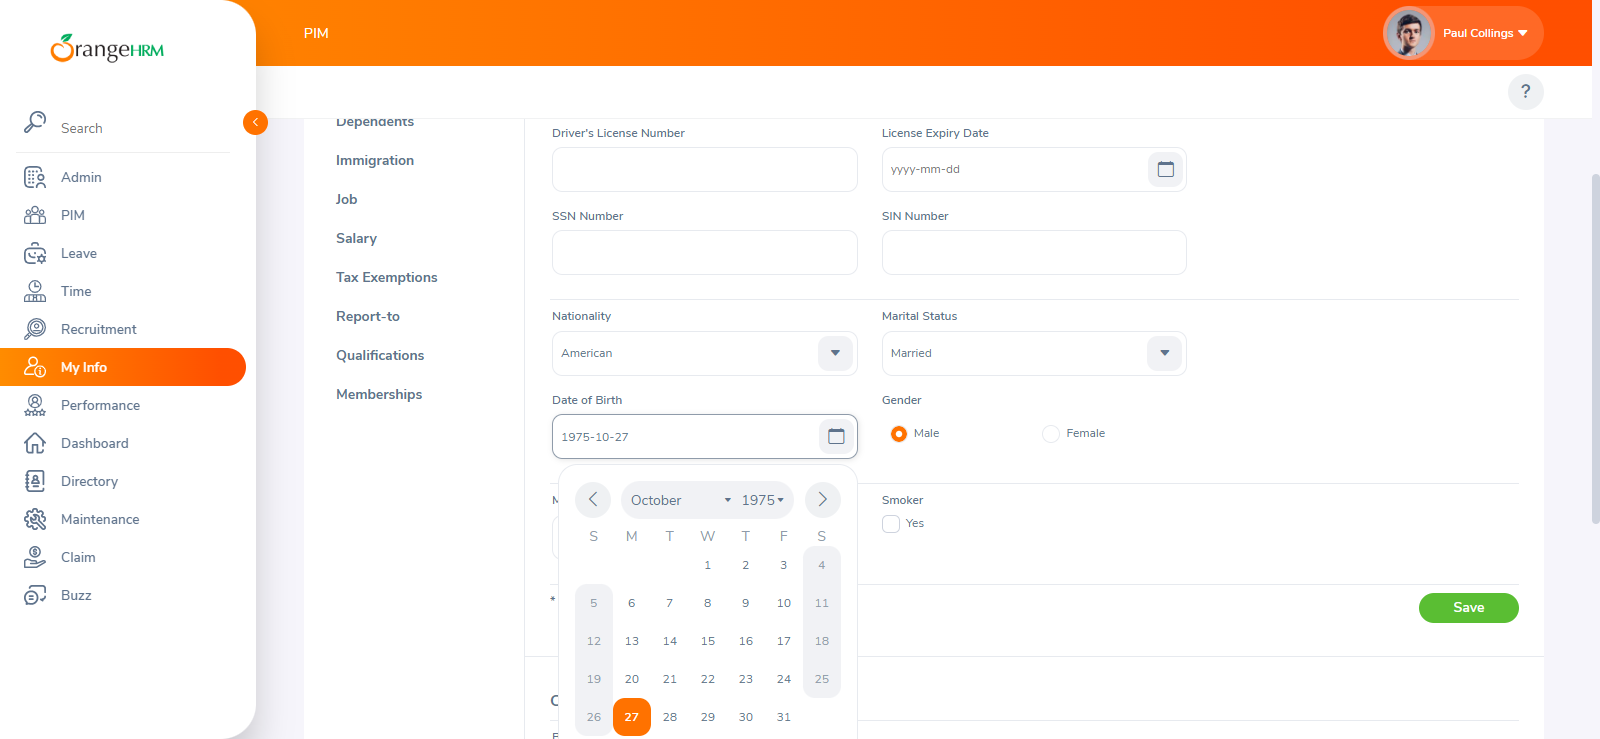 OrangeHRM
PIM
Paul Collings
?
Search
Admin
PIM
Leave
Time
Recruitment
My Info
Performance
Dashboard
Directory
Maintenance
Claim
Buzz
Dependents
Immigration
Job
Salary
Tax Exemptions
Report-to
Qualifications
Memberships
Driver's License Number
License Expiry Date
yyyy-mm-dd
SSN Number
SIN Number
Nationality
Marital Status
American
Married
Date of Birth
Gender
1975-10-27
Male
Female
Smoker
Yes
October 1975
S M T W T F S
1 2 3 4
5 6 7 8 9 10 11
12 13 14 15 16 17 18
19 20 21 22 23 24 25
26 27 28 29 30 31
*
Save